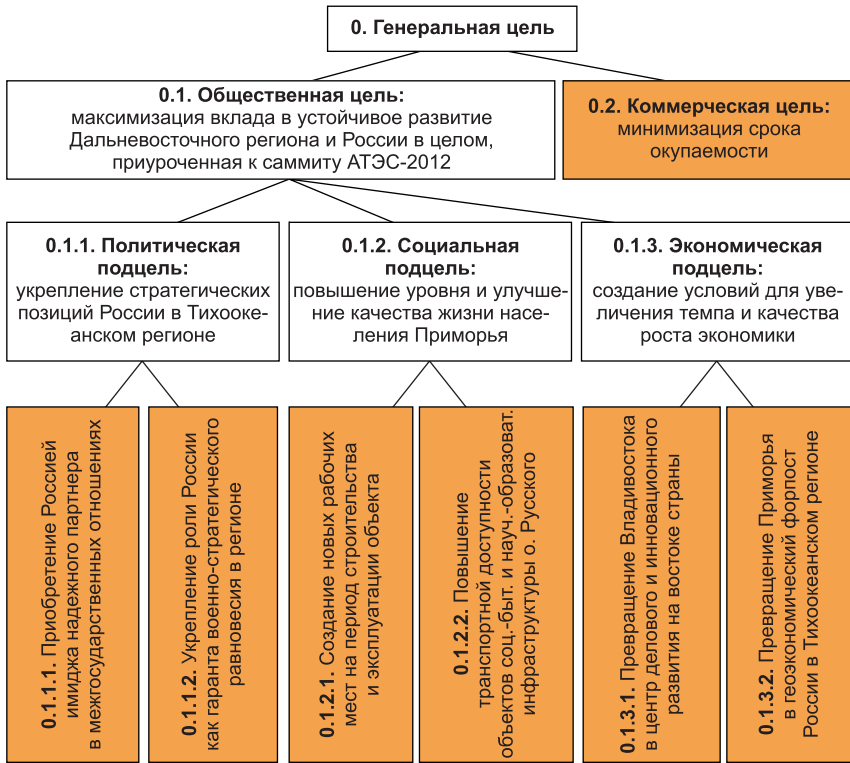 0. Генеральная цель
0.1. Общественная цель:
максимизация вклада в устойчивое развитие
Дальневосточного региона и России в целом,
приуроченная к саммиту АТЭС-2012
0.2. Коммерческая цель:
минимизация срока
окупаемости
0.1.1. Политическая
подцель:
укрепление стратегических
позиций России в Тихооке-
анском регионе
0.1.2. Социальная
подцель:
повышение уровня и улучше-
ние качества жизни насе-
ления Приморья
0.1.3. Экономическая
подцель:
создание условий для уве-
личения темпа и качества
роста экономики
0.1.1.1. Приобретение Россией
имиджа надежного партнера
в межгосударственных отношениях
0.1.1.2. Укрепление роли России
как гаранта военно-стратегического
равновесия в регионе
0.1.2.1. Создание новых рабочих
мест на период строительства
и эксплуатации объекта
0.1.2.2. Повышение
транспортной доступности
объектов соц.-быт. и науч.-образоват.
инфраструктуры о. Русского
0.1.3.1. Превращение Владивостока
в центр делового и инновационного
развития на востоке страны
0.1.3.2. Превращение Приморья
в геоэкономический форпост
России в Тихоокеанском регионе